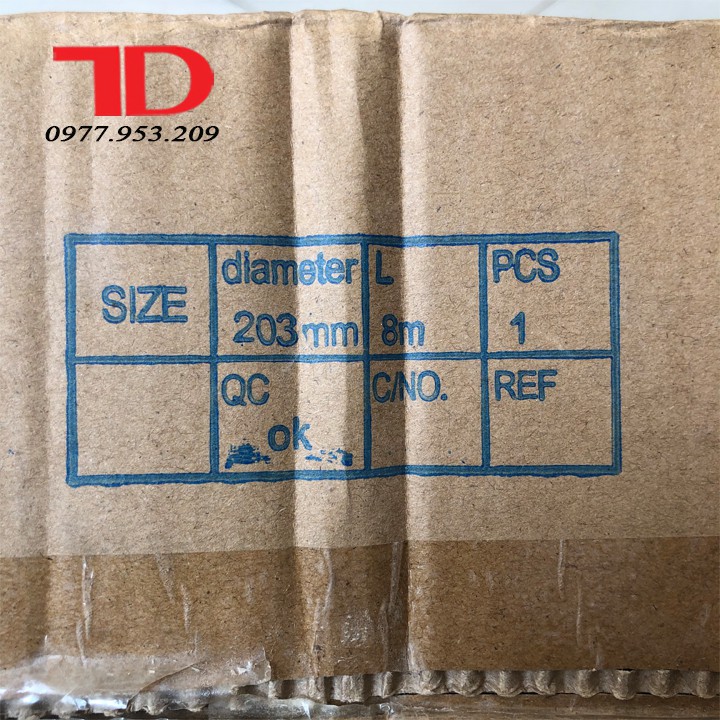 TD
0977.953.209
SIZE
diameter L PCS
203mm 8m 1
QC C/NO. REF
ok